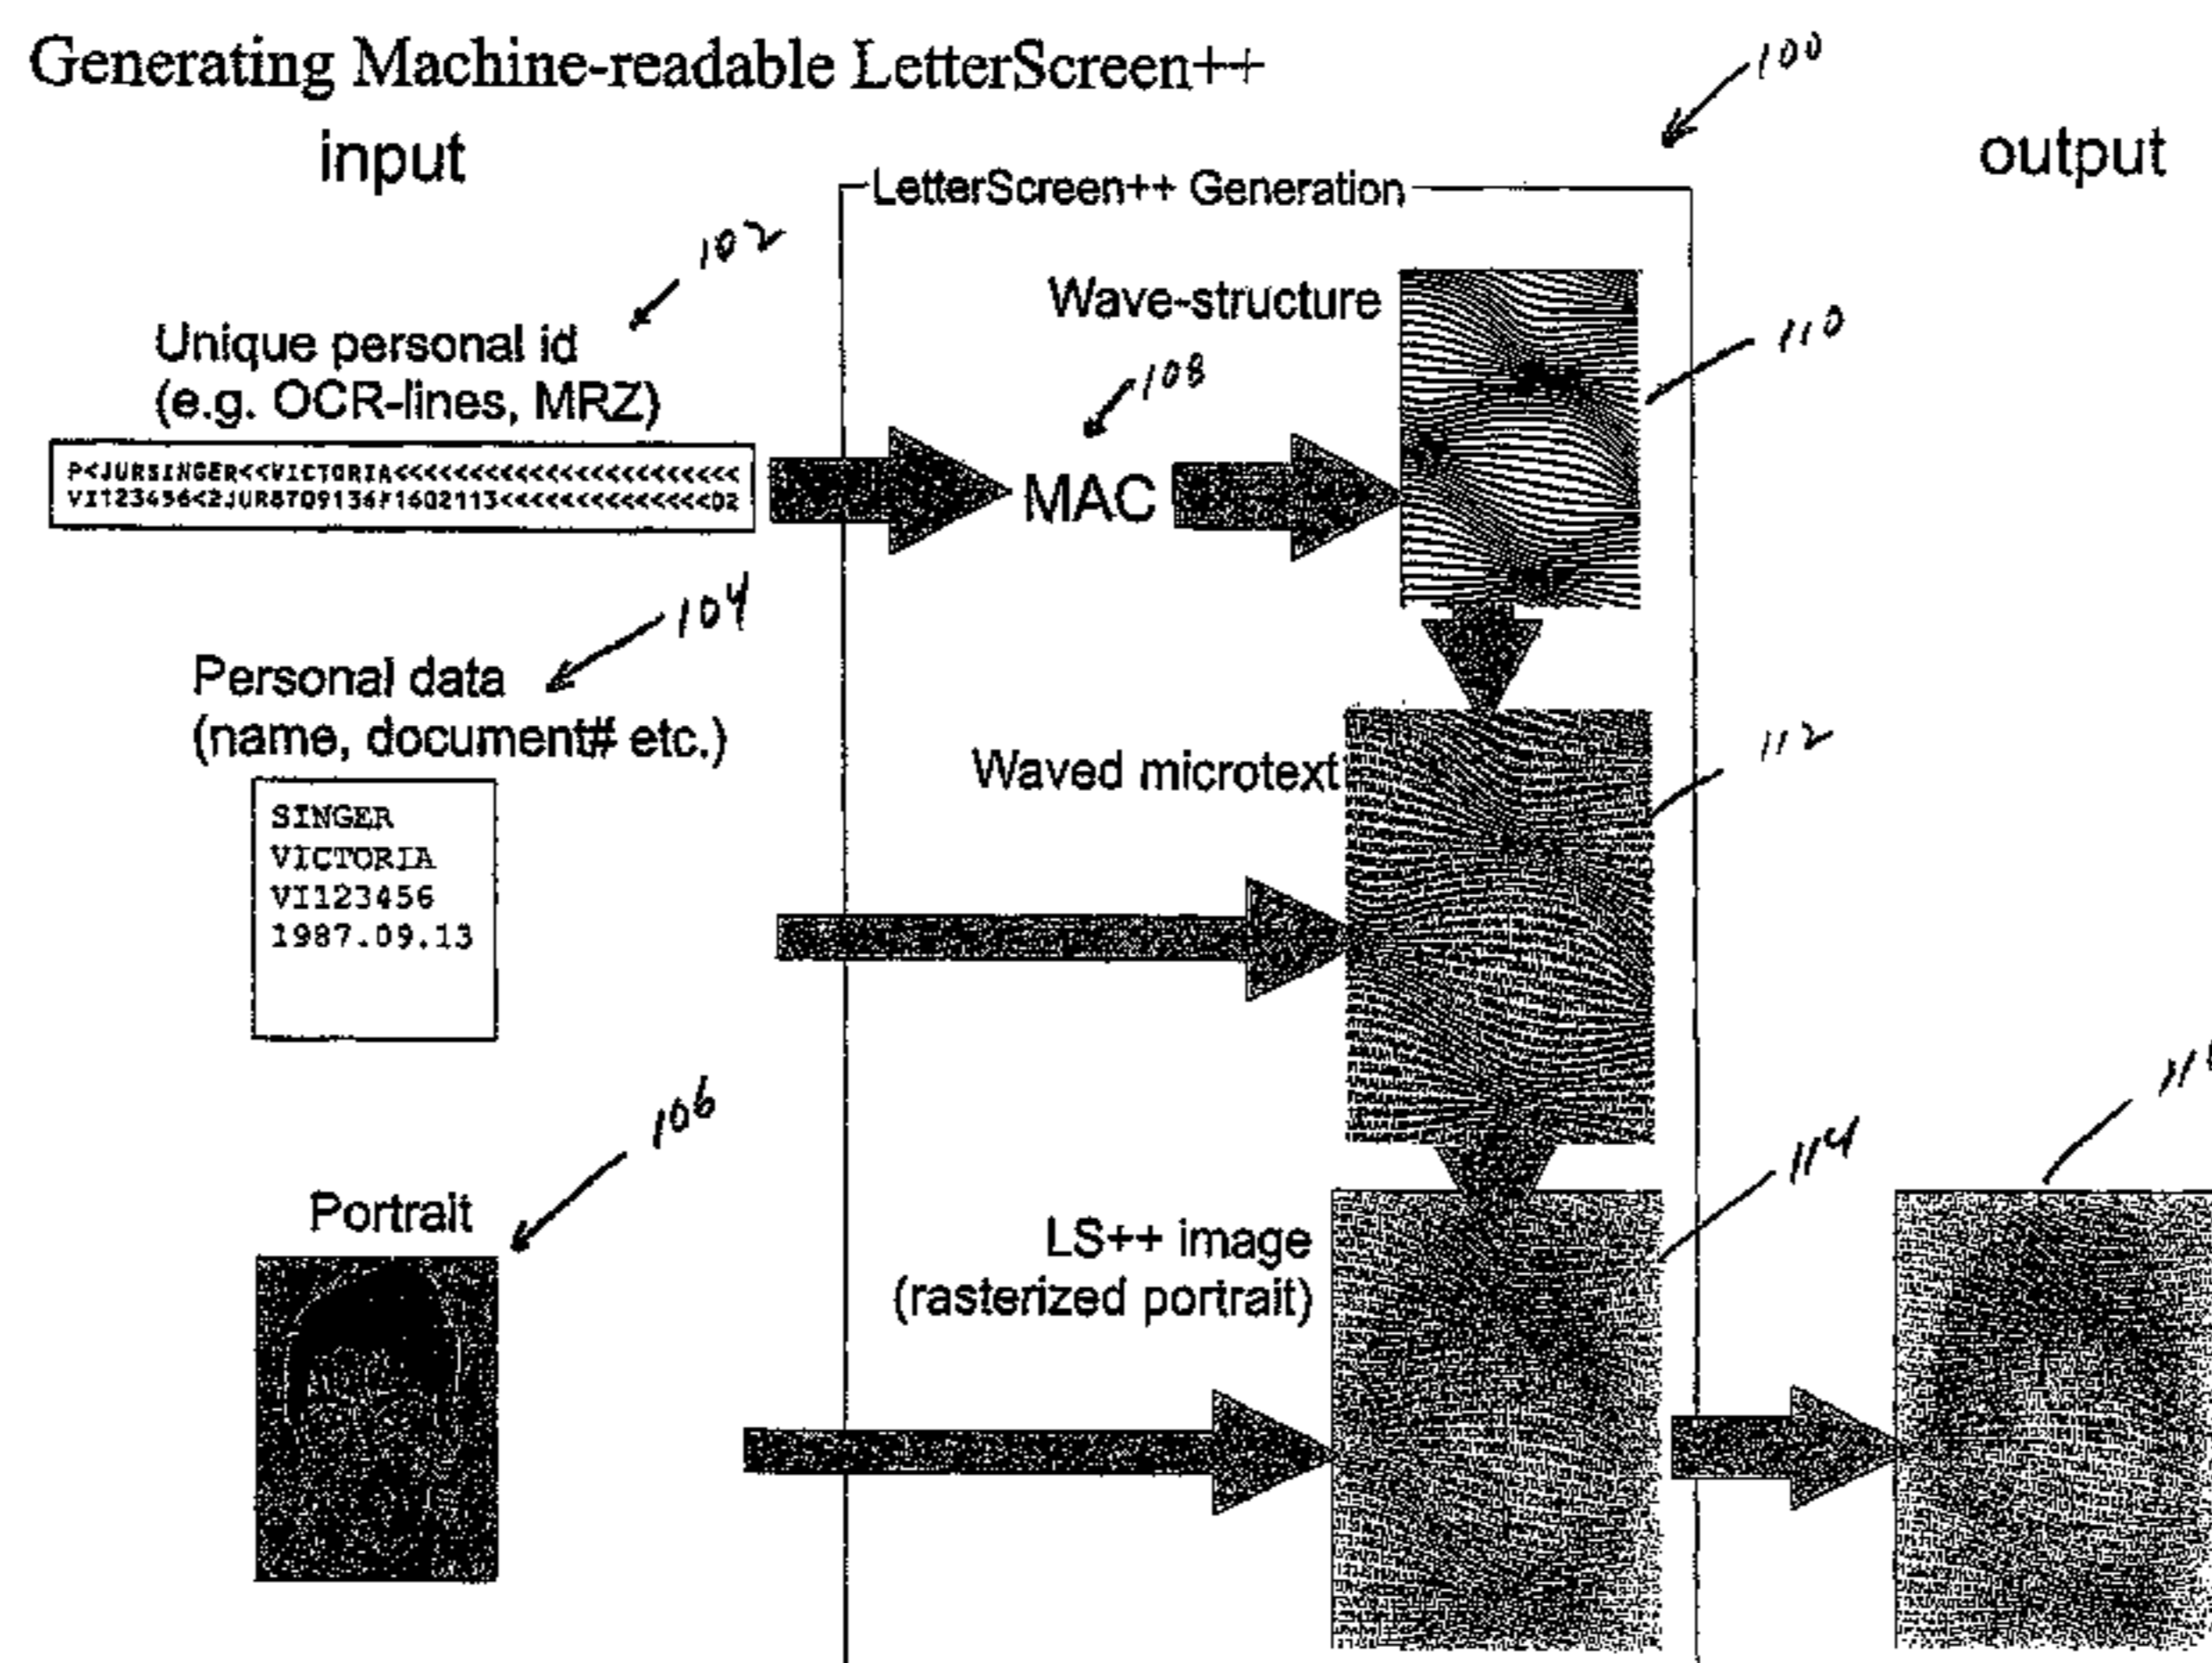 Generating Machine-readable LetterScreen++
100
input
output
LetterScreen++ Generation
102
Wave-structure
110
Unique personal id
(e.g. OCR-lines, MRZ)
108
P<JURSINGER<<VICTORIA<<<<<<<<<<<<<<<<<<<<<<<
VI123456<2JUR8709136F1602113<<<<<<<<<<<<<<02
MAC
104
Personal data
(name, document# etc.)
112
Waved microtext
SINGER
VICTORIA
VI123456
1987.09.13
106
114
Portrait
LS++ image
(rasterized portrait)